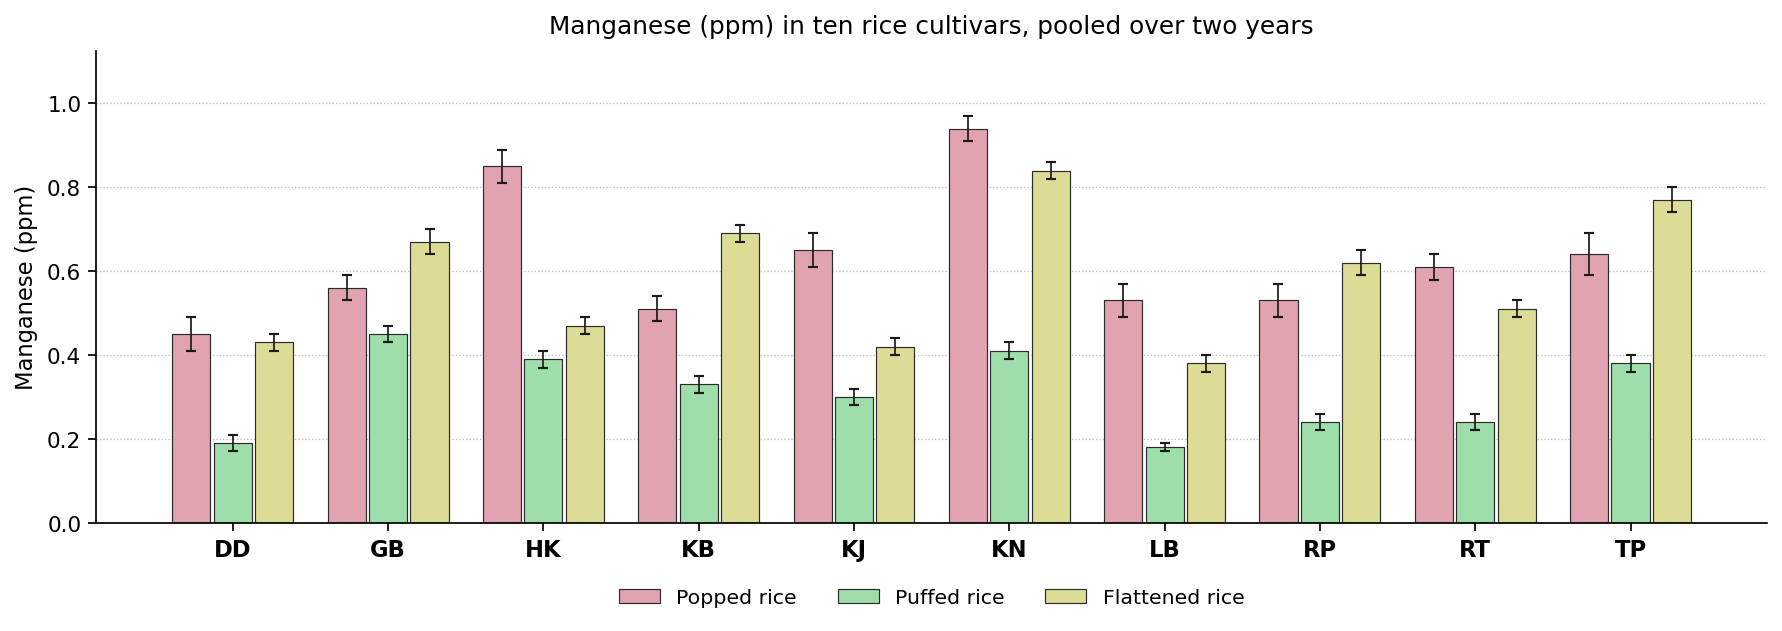 Manganese (ppm) in ten rice cultivars, pooled over two years
Manganese (ppm)
1.0
0.8
0.6
0.4
0.2
0.0
DD GB HK KB KJ KN LB RP RT TP
Popped rice Puffed rice Flattened rice